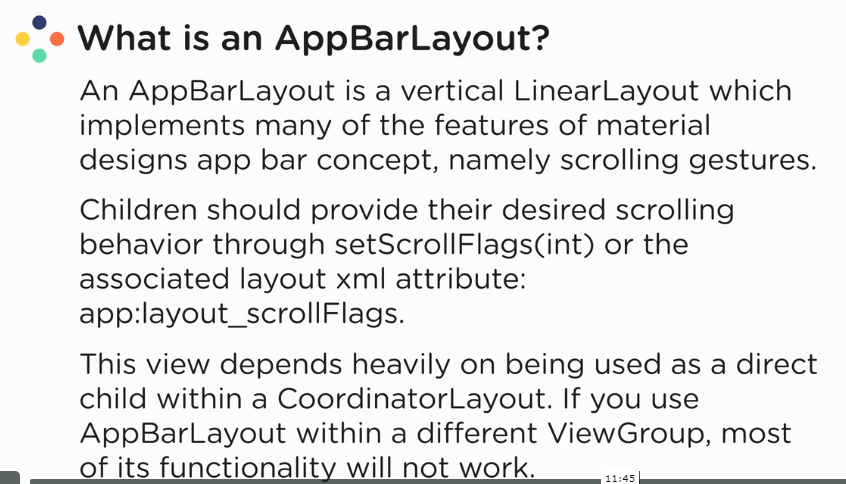 What is an AppBarLayout?
An AppBarLayout is a vertical LinearLayout which
implements many of the features of material
designs app bar concept, namely scrolling gestures.
Children should provide their desired scrolling
behavior through setScrollFlags(int) or the
associated layout xml attribute:
app:layout_scrollFlags.
This view depends heavily on being used as a direct
child within a CoordinatorLayout. If you use
AppBarLayout within a different ViewGroup, most
of its functionality will not work.
11:45